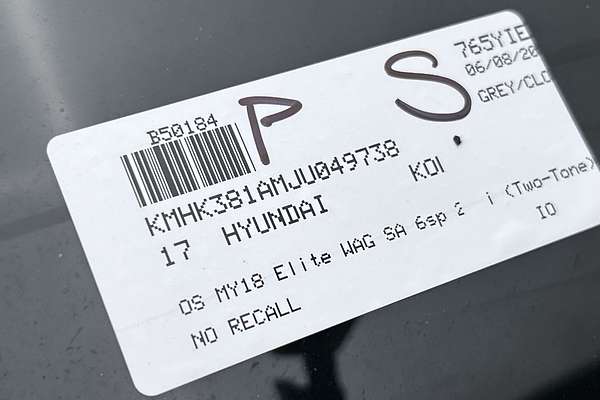 B50184 P S 765YIE
06/08/20
GREY/CLO
KMHK381AMJU049738
17 HYUNDAI KOI
OS MY18 Elite WAG SA 6sp 2 i (Two-Tone)
NO RECALL IO